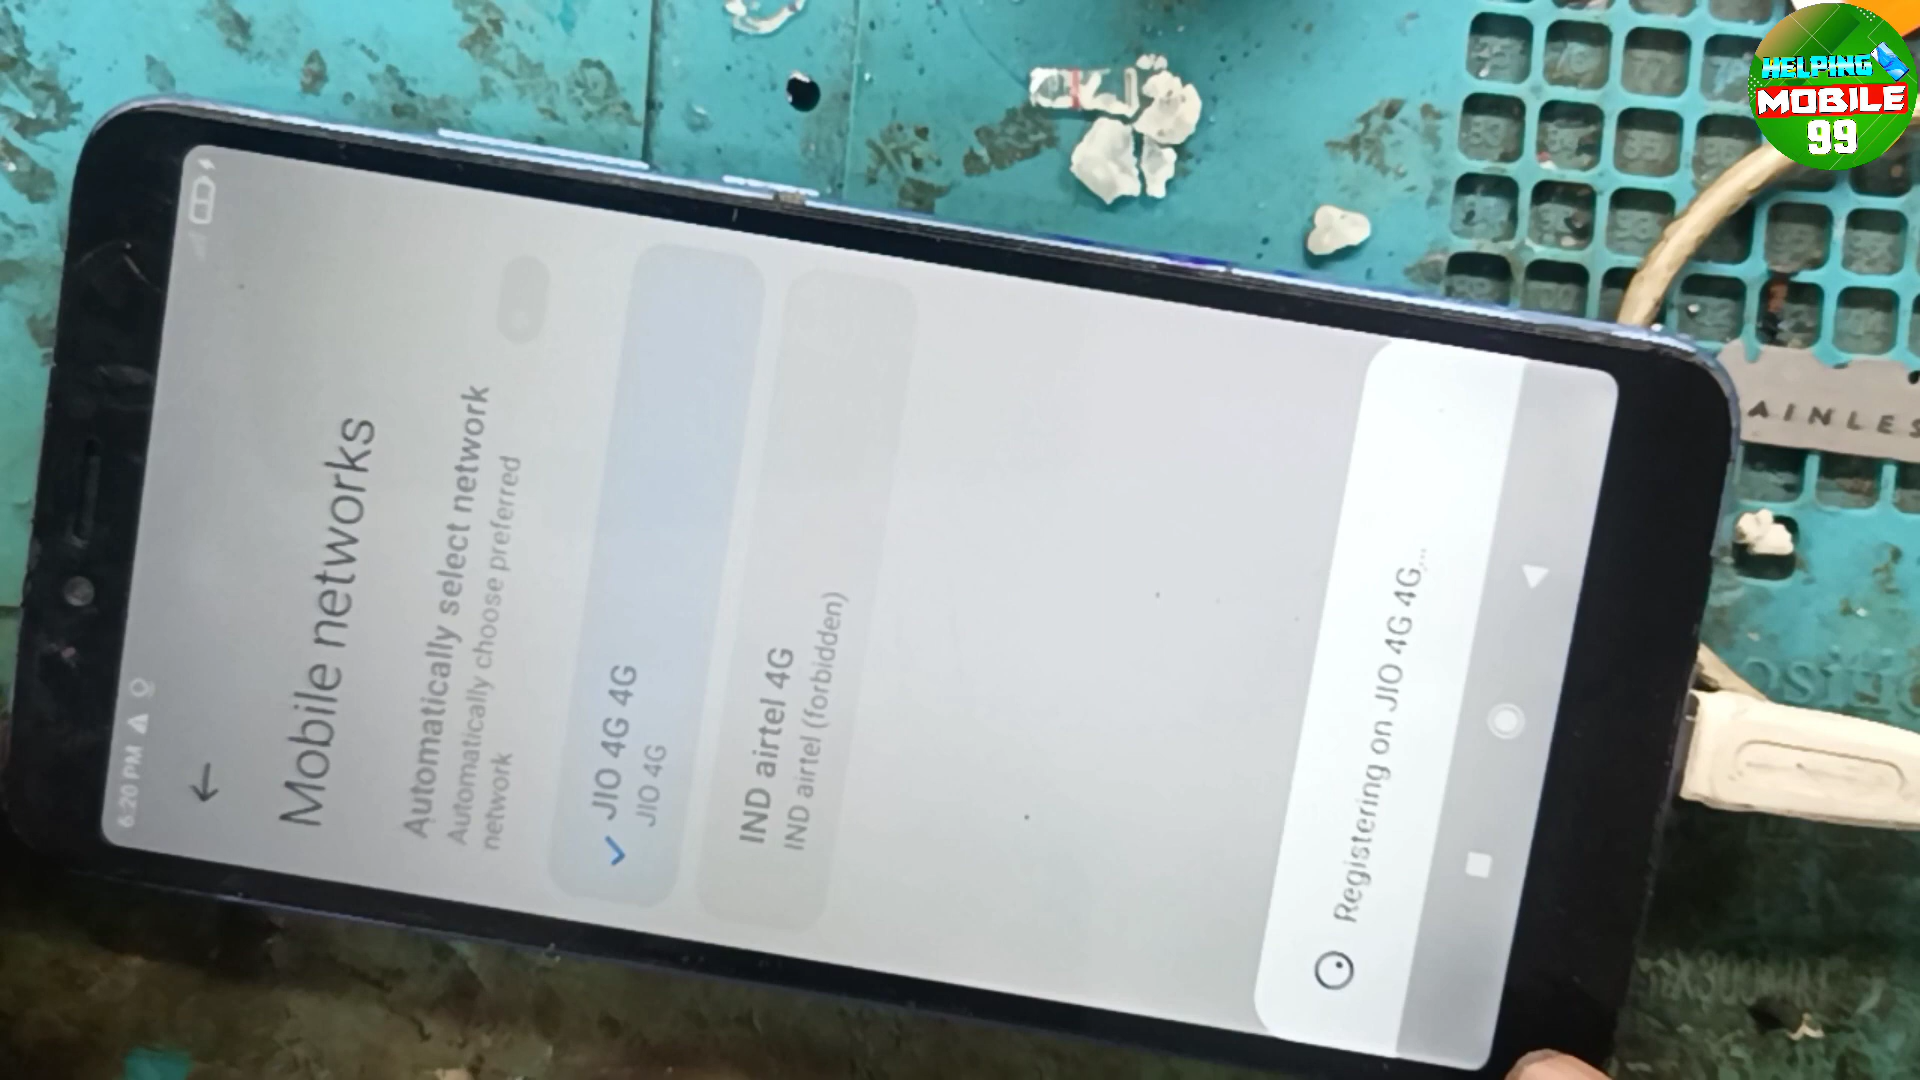 HELPING
MOBILE
99
6:20 PM
Mobile networks
Automatically select network
Automatically choose preferred
network
JIO 4G 4G
JIO 4G
IND airtel 4G
IND airtel (forbidden)
Registering on JIO 4G 4G...
AINLES